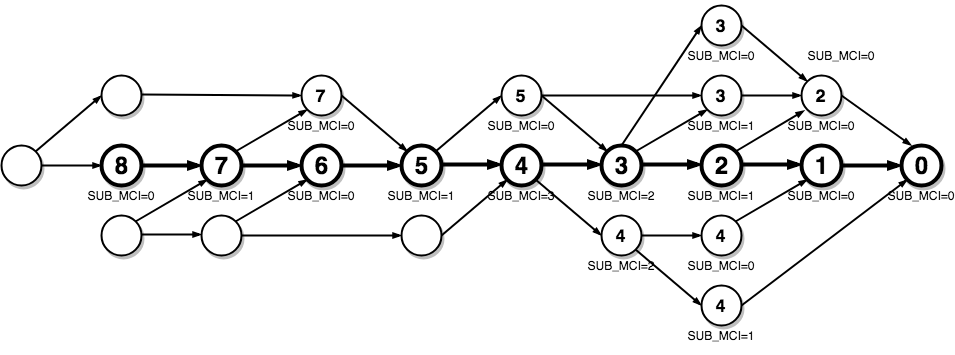 3
SUB_MCI=0
SUB_MCI=0
7
5
3
2
SUB_MCI=0
SUB_MCI=0
SUB_MCI=1
SUB_MCI=0
8
7
6
5
4
3
2
1
0
SUB_MCI=0
SUB_MCI=1
SUB_MCI=0
SUB_MCI=1
SUB_MCI=3
SUB_MCI=2
SUB_MCI=1
SUB_MCI=0
SUB_MCI=0
4
4
SUB_MCI=2
SUB_MCI=0
4
SUB_MCI=1